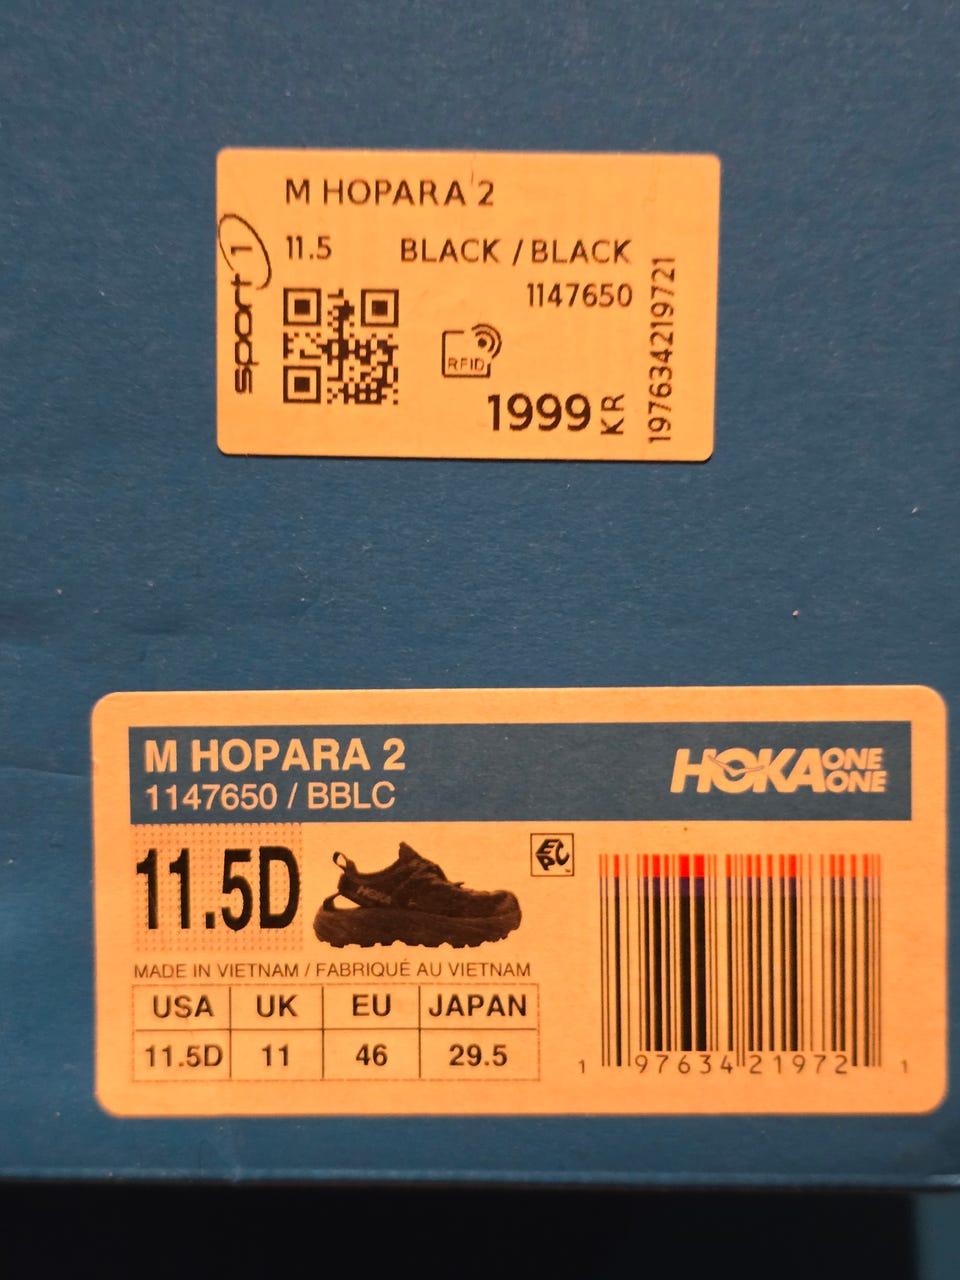 M HOPARA 2
11.5 BLACK / BLACK
1147650
sport 1
RFID
1999 KR
197634219721
M HOPARA 2
1147650 / BBLC
HOKA ONE ONE
11.5D
HOKA
EPC
MADE IN VIETNAM / FABRIQUÉ AU VIETNAM
USA UK EU JAPAN
11.5D 11 46 29.5
1 97634 21972 1